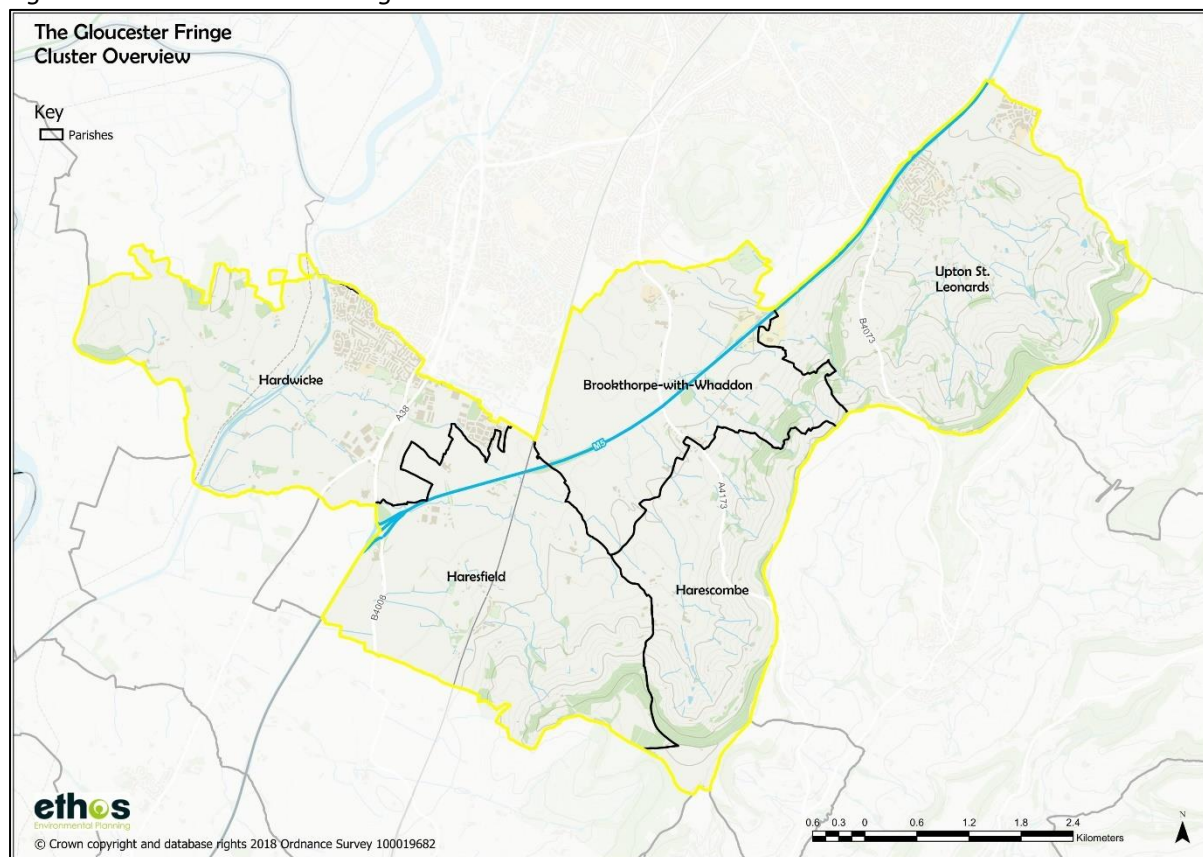 The Gloucester Fringe
Cluster Overview
Key
Parishes
Upton St.
Leonards
B4073
Hardwicke
A38
Brookthorpe-with-Whaddon
M5
A4173
Haresfield
Harescombe
B4008
ethos
Environmental Planning
© Crown copyright and database rights 2018 Ordnance Survey 100019682
0.6 0.3 0 0.6 1.2 1.8 2.4
Kilometers
N